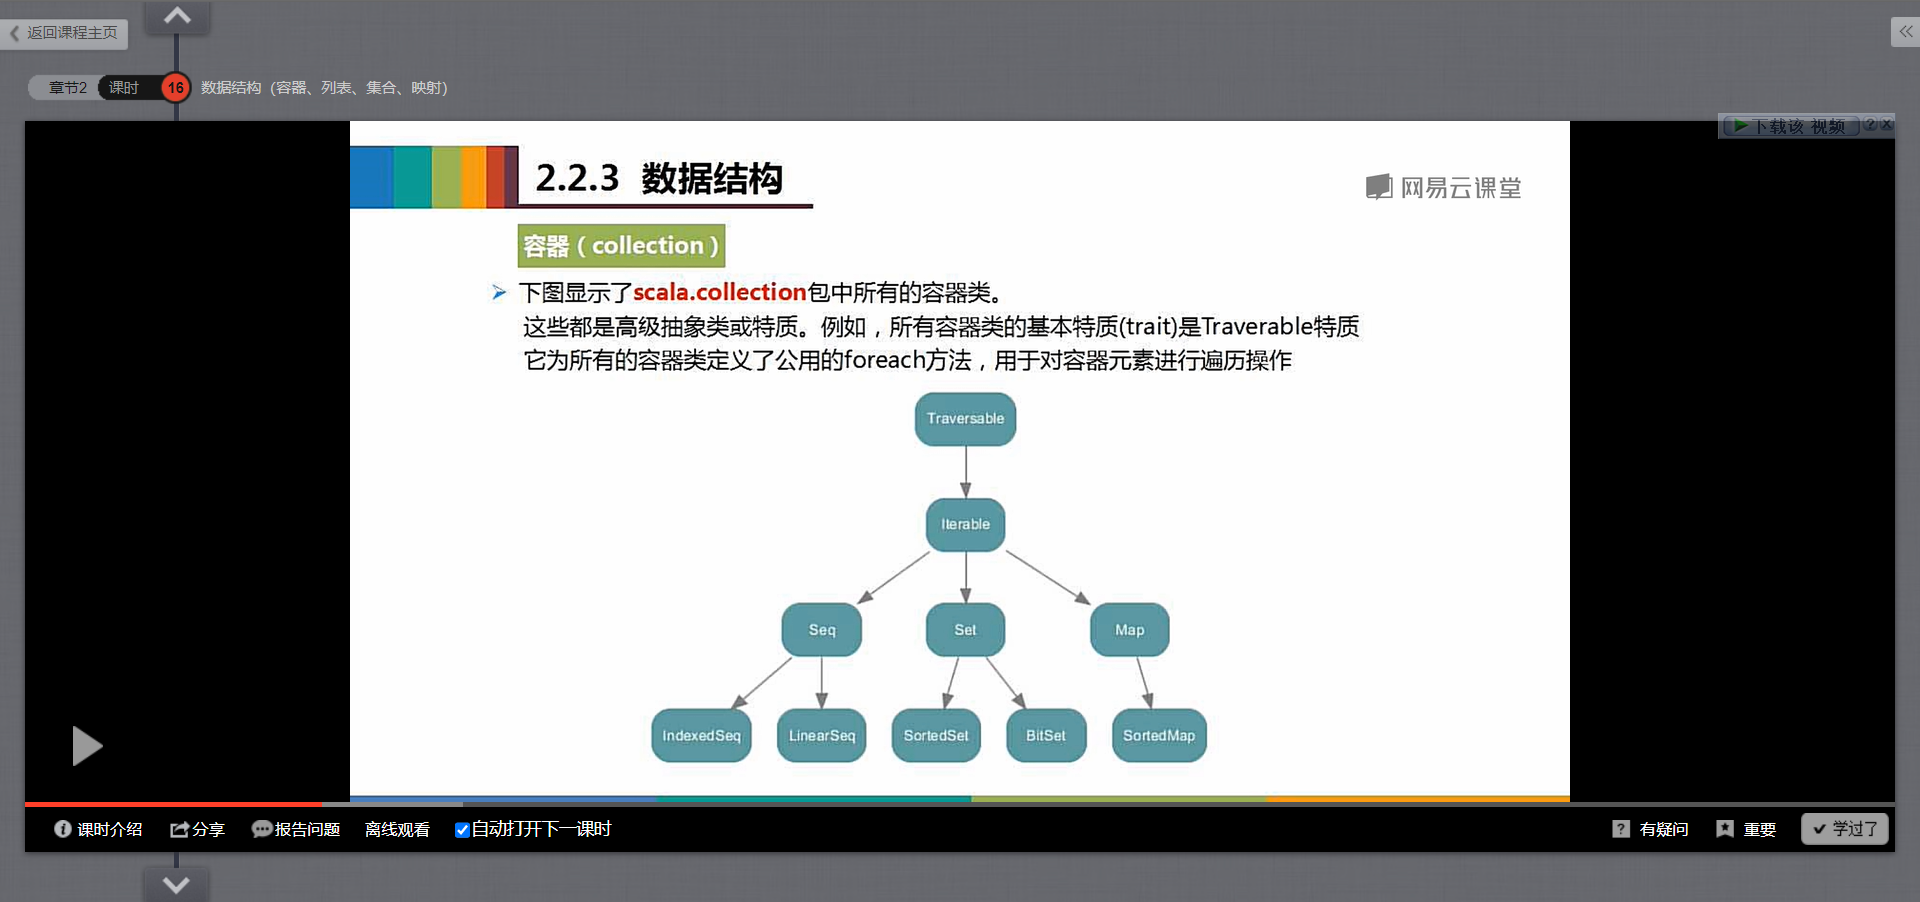 返回课程主页
章节2 课时 16 数据结构（容器、列表、集合、映射）
下载该 视频
2.2.3 数据结构
网易云课堂
容器（collection）
下图显示了scala.collection包中所有的容器类。
这些都是高级抽象类或特质。例如，所有容器类的基本特质(trait)是Traverable特质
它为所有的容器类定义了公用的foreach方法，用于对容器元素进行遍历操作
Traversable
Iterable
Seq Set Map
IndexedSeq LinearSeq SortedSet BitSet SortedMap
课时介绍 分享 报告问题 离线观看 自动打开下一课时 有疑问 重要 学过了